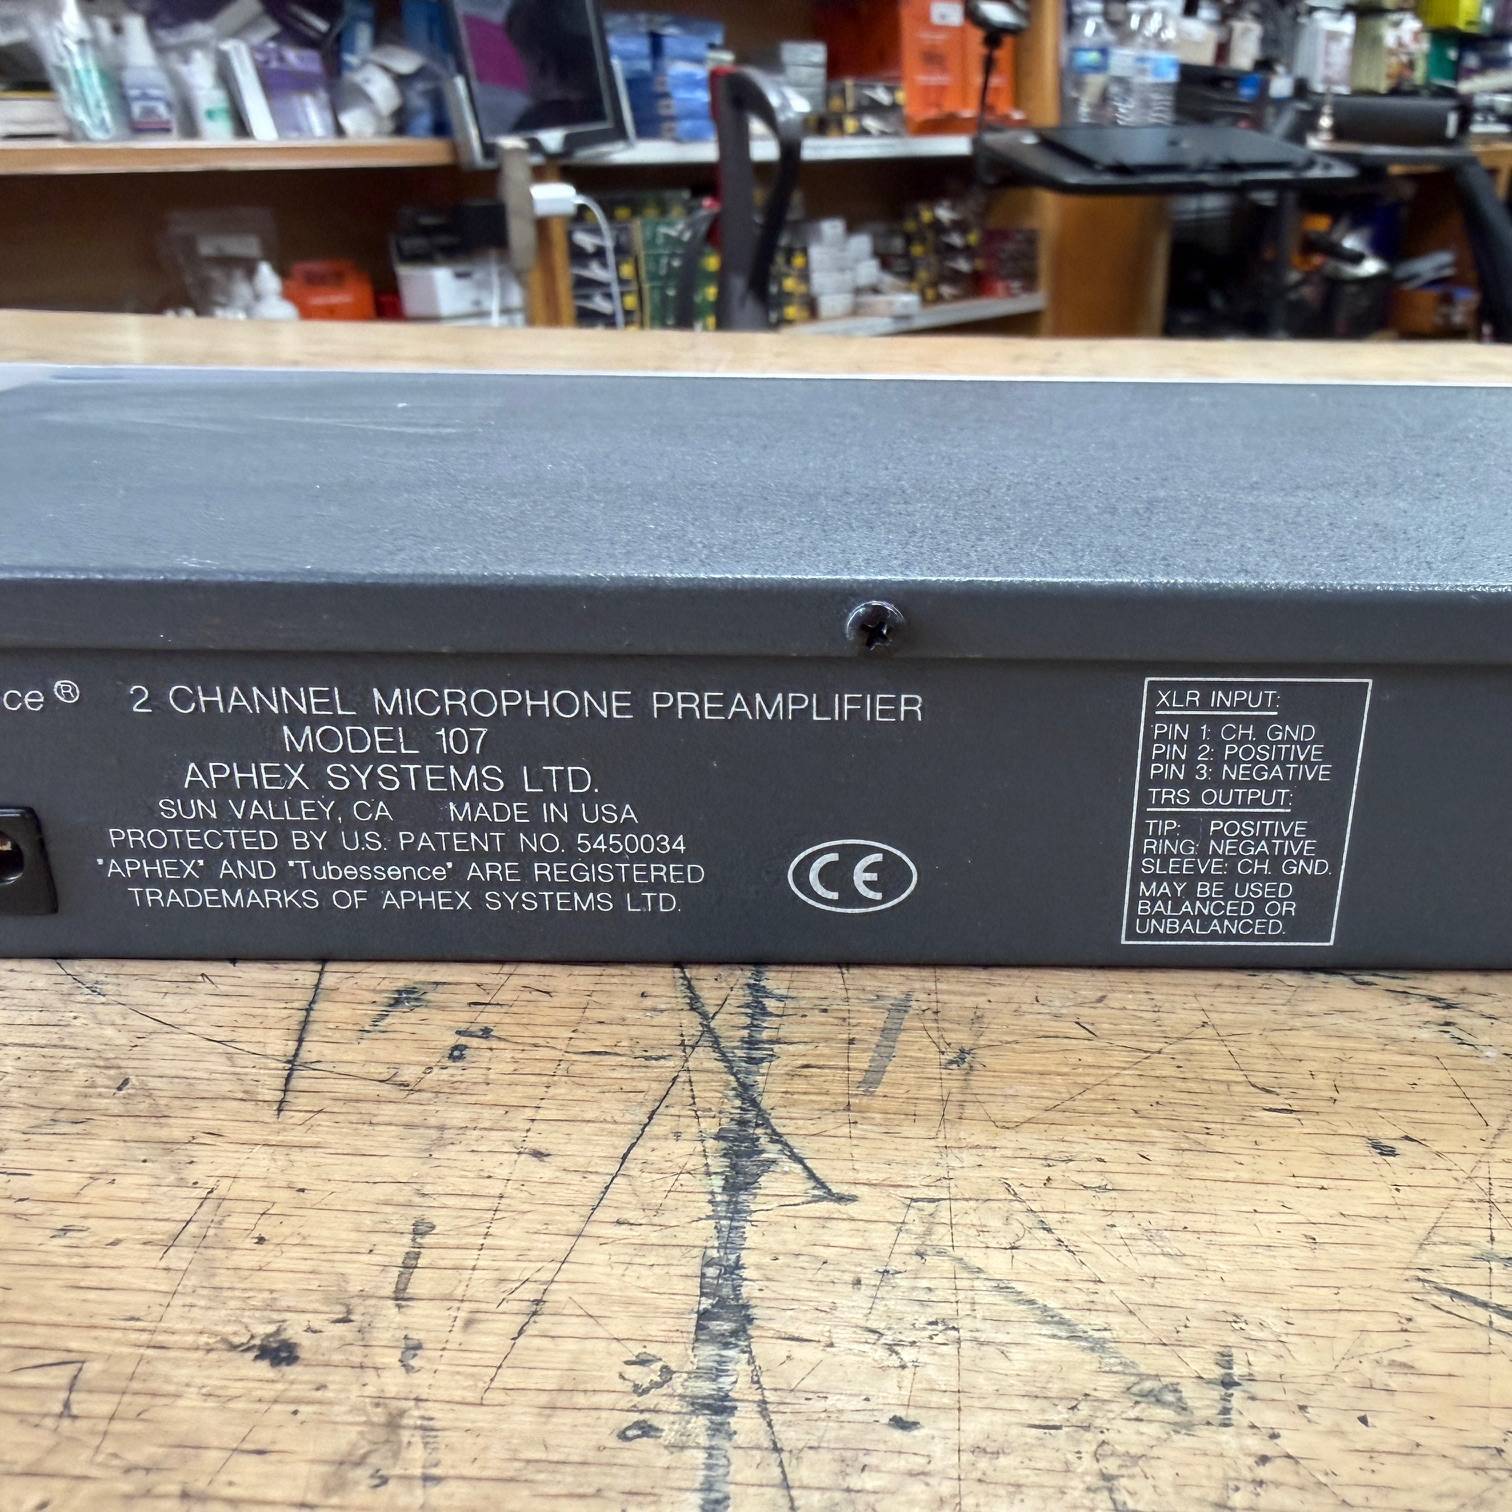 ce® 2 CHANNEL MICROPHONE PREAMPLIFIER
MODEL 107
APHEX SYSTEMS LTD.
SUN VALLEY, CA MADE IN USA
PROTECTED BY U.S. PATENT NO. 5450034
"APHEX" AND "Tubessence" ARE REGISTERED
TRADEMARKS OF APHEX SYSTEMS LTD.
CE
XLR INPUT:
PIN 1: CH. GND
PIN 2: POSITIVE
PIN 3: NEGATIVE
TRS OUTPUT:
TIP: POSITIVE
RING: NEGATIVE
SLEEVE: CH. GND.
MAY BE USED
BALANCED OR
UNBALANCED.